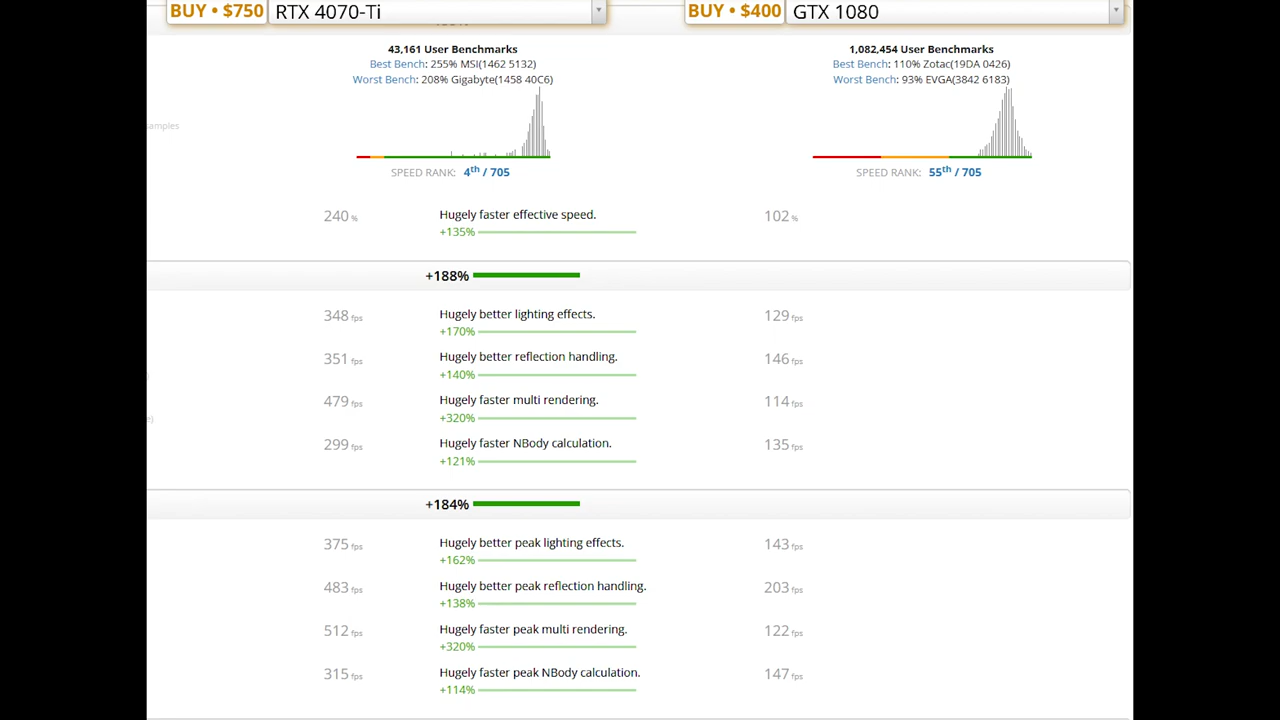 BUY • $750 RTX 4070-Ti BUY • $400 GTX 1080
43,161 User Benchmarks
Best Bench: 255% MSI(1462 5132)
Worst Bench: 208% Gigabyte(1458 40C6)
SPEED RANK: 4th / 705
1,082,454 User Benchmarks
Best Bench: 110% Zotac(19DA 0426)
Worst Bench: 93% EVGA(3842 6183)
SPEED RANK: 55th / 705
samples
240 % Hugely faster effective speed. 102 %
+135%
+188%
348 fps Hugely better lighting effects. 129 fps
+170%
351 fps Hugely better reflection handling. 146 fps
+140%
479 fps Hugely faster multi rendering. 114 fps
+320%
299 fps Hugely faster NBody calculation. 135 fps
+121%
+184%
375 fps Hugely better peak lighting effects. 143 fps
+162%
483 fps Hugely better peak reflection handling. 203 fps
+138%
512 fps Hugely faster peak multi rendering. 122 fps
+320%
315 fps Hugely faster peak NBody calculation. 147 fps
+114%